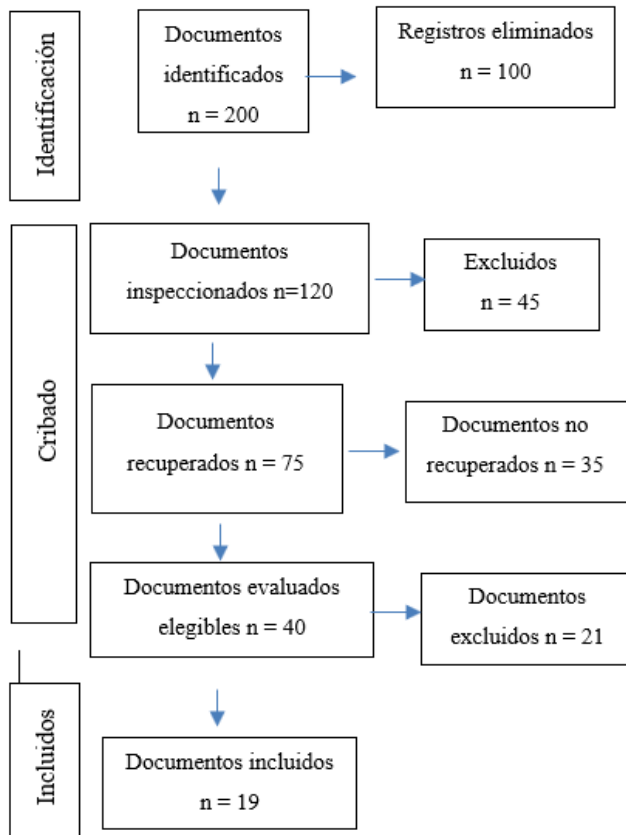 Identificación
Documentos
identificados
n = 200
Registros eliminados
n = 100
Cribado
Documentos
inspeccionados n=120
Excluidos
n = 45
Documentos
recuperados n = 75
Documentos no
recuperados n = 35
Documentos evaluados
elegibles n = 40
Documentos
excluidos n = 21
Incluidos
Documentos incluidos
n = 19